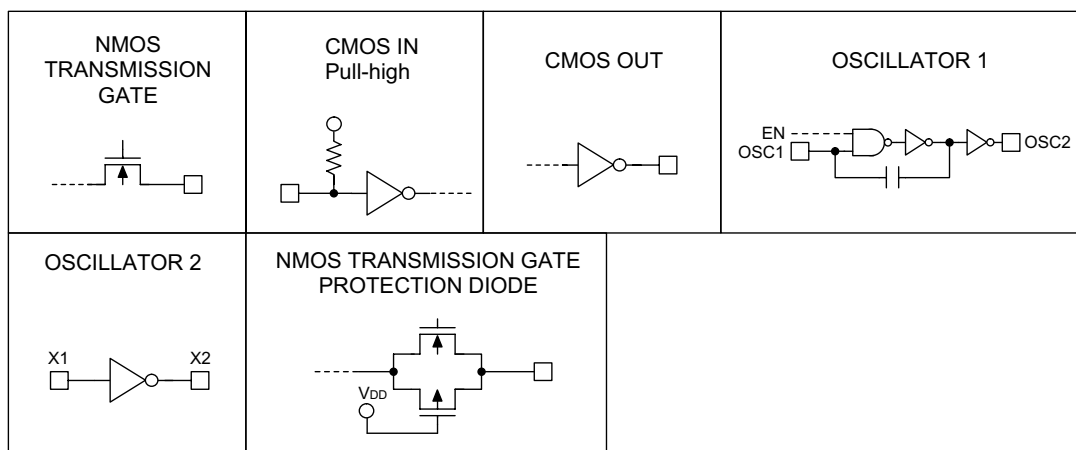 NMOS
TRANSMISSION
GATE
CMOS IN
Pull-high
CMOS OUT
OSCILLATOR 1
EN
OSC1
OSC2
OSCILLATOR 2
X1
X2
NMOS TRANSMISSION GATE
PROTECTION DIODE
VDD